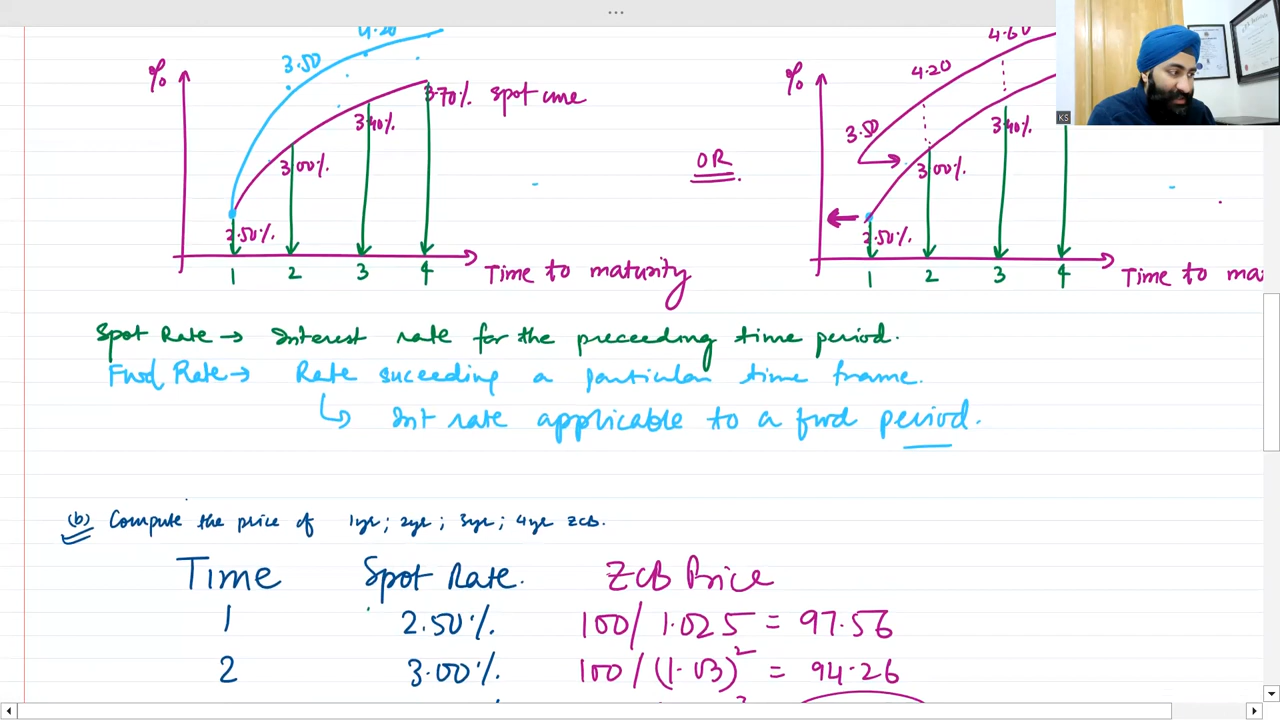 4.20
3.50
%
3.70%. Spot
3.40%.
3.00%.
2.50%.
1 2 3 4
Time to maturity
OR
4.60
4.20
%
3.50
3.40%.
3.00%.
2.50%.
1 2 3 4
Time to ma
KS
Spot Rate → Interest rate for the preceeding time period.
Fwd Rate → Rate suceeding a particular time frame.
↳ Int rate applicable to a fwd period.
(b) Compute the price of 1yr ; 2yr ; 3yr ; 4yr ZCB.
Time Spot Rate. ZCB Price
1 2.50%. 100/ 1.025 = 97.56
2 3.00%. 100/(1.03)² = 94.26